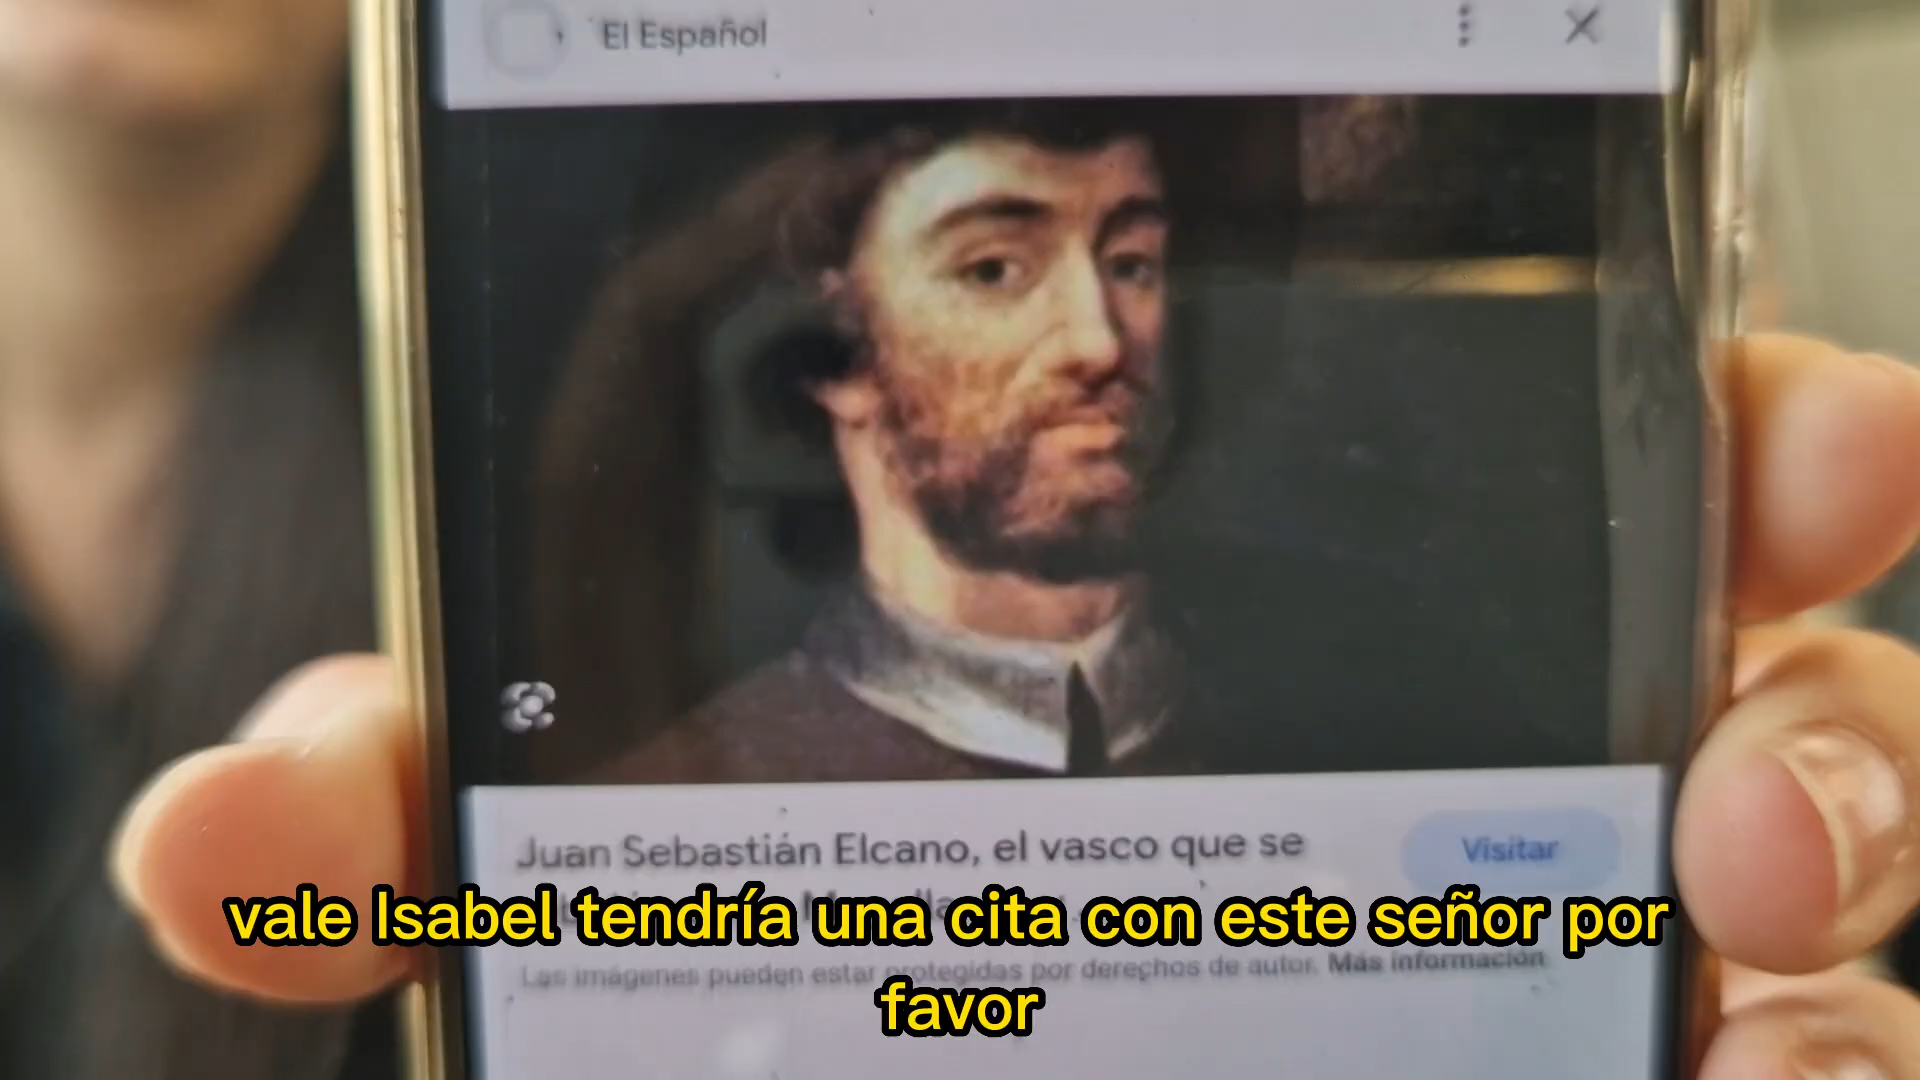 El Español
Juan Sebastián Elcano, el vasco que se
Visitar
vale Isabel tendría una cita con este señor por
favor
Las imágenes pueden estar protegidas por derechos de autor. Más información